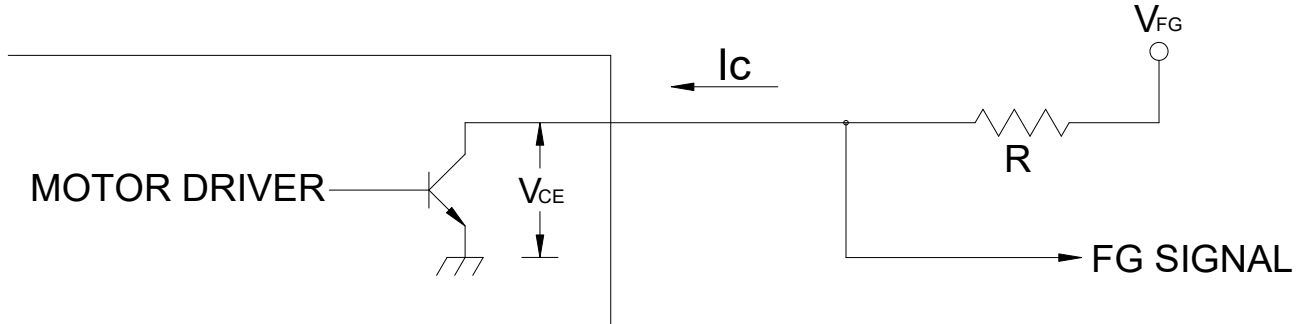 VFG
Ic
R
MOTOR DRIVER
VCE
FG SIGNAL